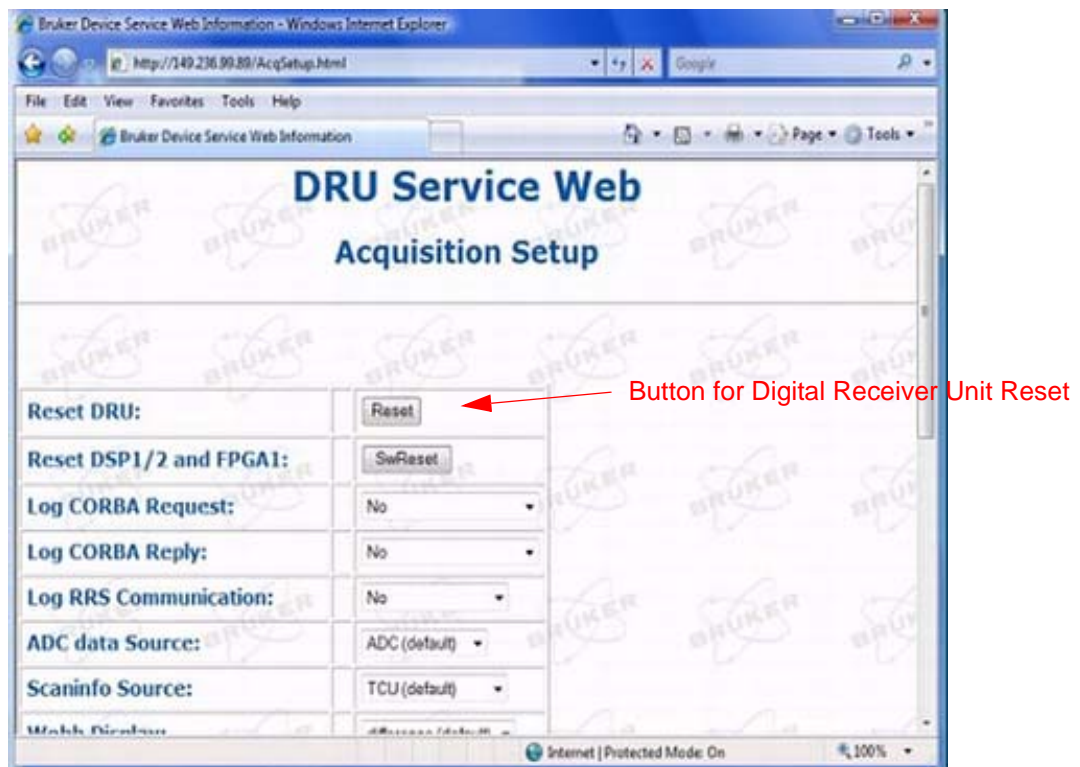 Bruker Device Service Web Information - Windows Internet Explorer
http://149.236.99.89/AcqSetup.html
Google
File Edit View Favorites Tools Help
Bruker Device Service Web Information
Page Tools
DRU Service Web
Acquisition Setup
Reset DRU: Reset
Button for Digital Receiver Unit Reset
Reset DSP1/2 and FPGA1: SwReset
Log CORBA Request: No
Log CORBA Reply: No
Log RRS Communication: No
ADC data Source: ADC (default)
Scaninfo Source: TCU (default)
Internet | Protected Mode: On
100%
BRUKER